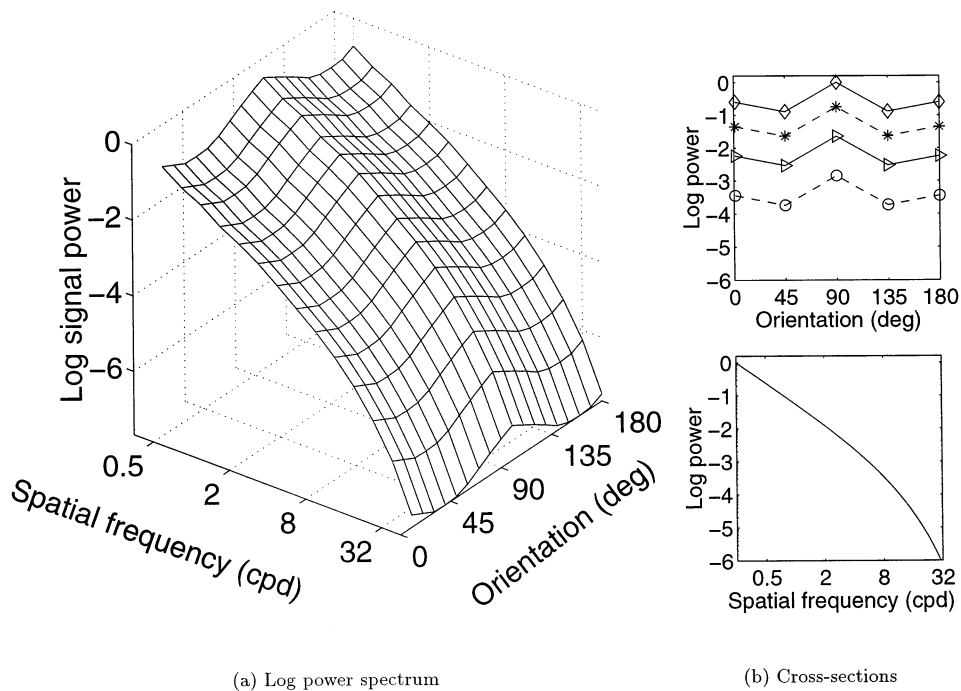 0
−2
−4
−6
Log signal power
0.5
2
8
32
Spatial frequency (cpd)
0
45
90
135
180
Orientation (deg)
(a) Log power spectrum
0
−1
−2
−3
−4
−5
−6
Log power
0 45 90 135 180
Orientation (deg)
0
−1
−2
−3
−4
−5
−6
Log power
0.5 2 8 32
Spatial frequency (cpd)
(b) Cross-sections